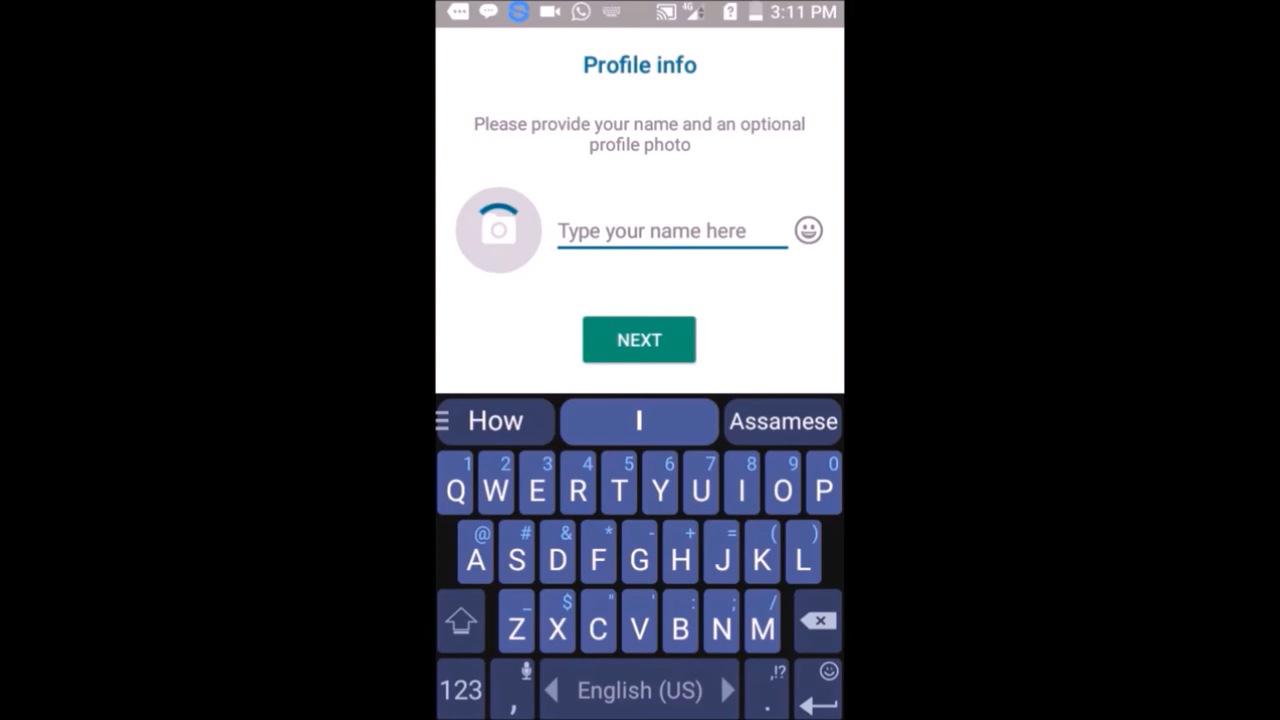 4G 3:11 PM
Profile info
Please provide your name and an optional
profile photo
Type your name here
NEXT
How I Assamese
1 2 3 4 5 6 7 8 9 0
Q W E R T Y U I O P
@ # & * - + = ( )
A S D F G H J K L
_ $ " ' : ; /
Z X C V B N M
,!?
123 , English (US) .